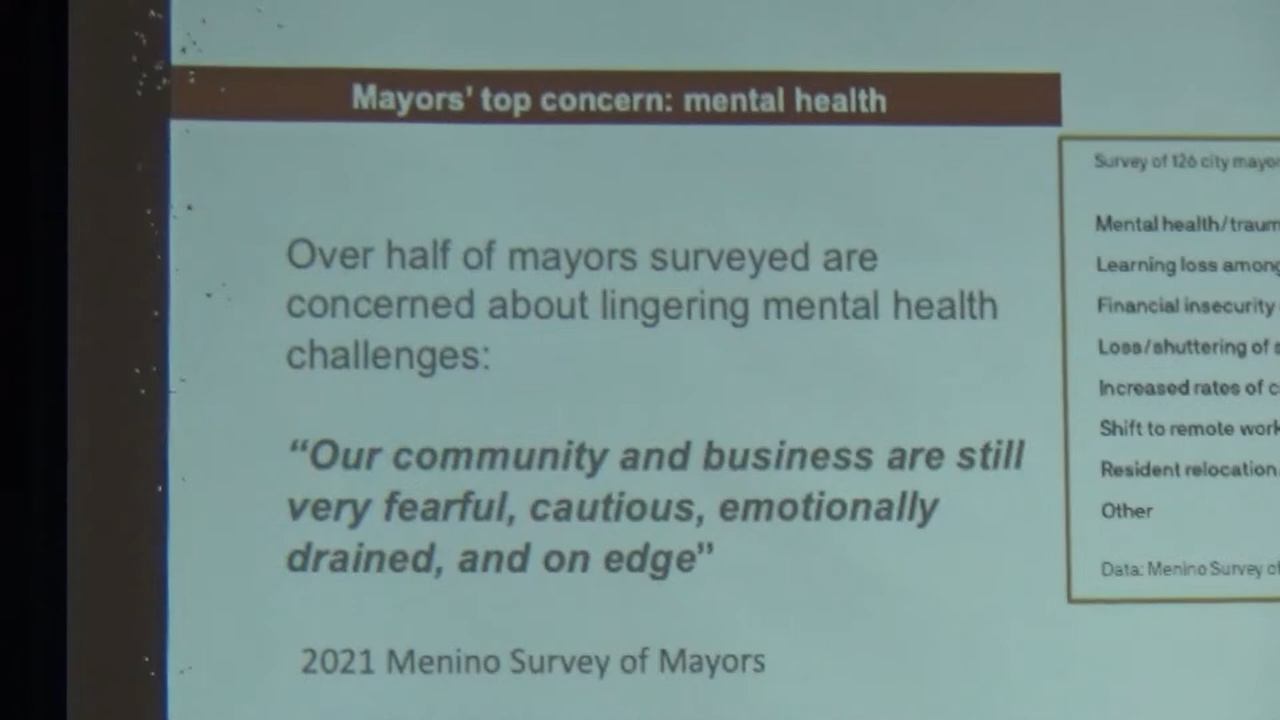 Mayors' top concern: mental health
Over half of mayors surveyed are
concerned about lingering mental health
challenges:
“Our community and business are still
very fearful, cautious, emotionally
drained, and on edge”
2021 Menino Survey of Mayors
Survey of 126 city
Mental health/
Learning loss
Financial insecurity
Loss/shuttering of
Increased rates of
Shift to remote
Resident relocation
Other
Data: Menino Survey